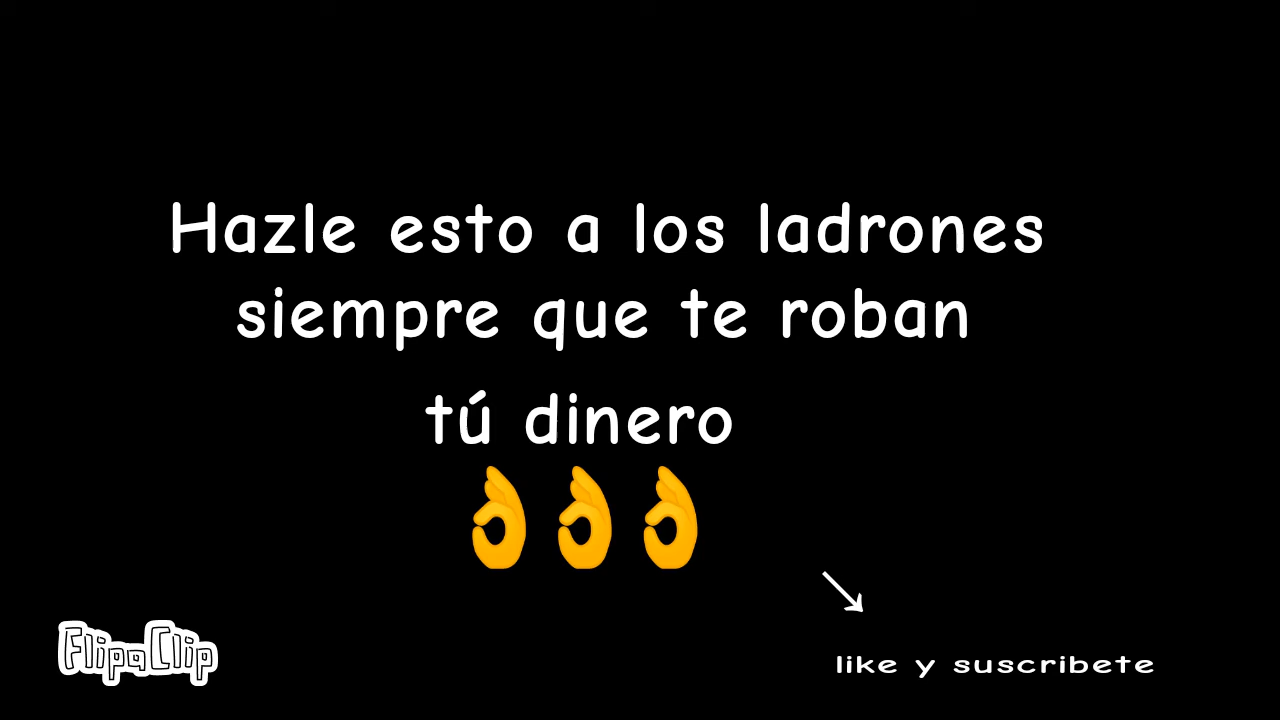 Hazle esto a los ladrones
siempre que te roban
tú dinero
👌👌👌
↘
FlipaClip
like y suscribete